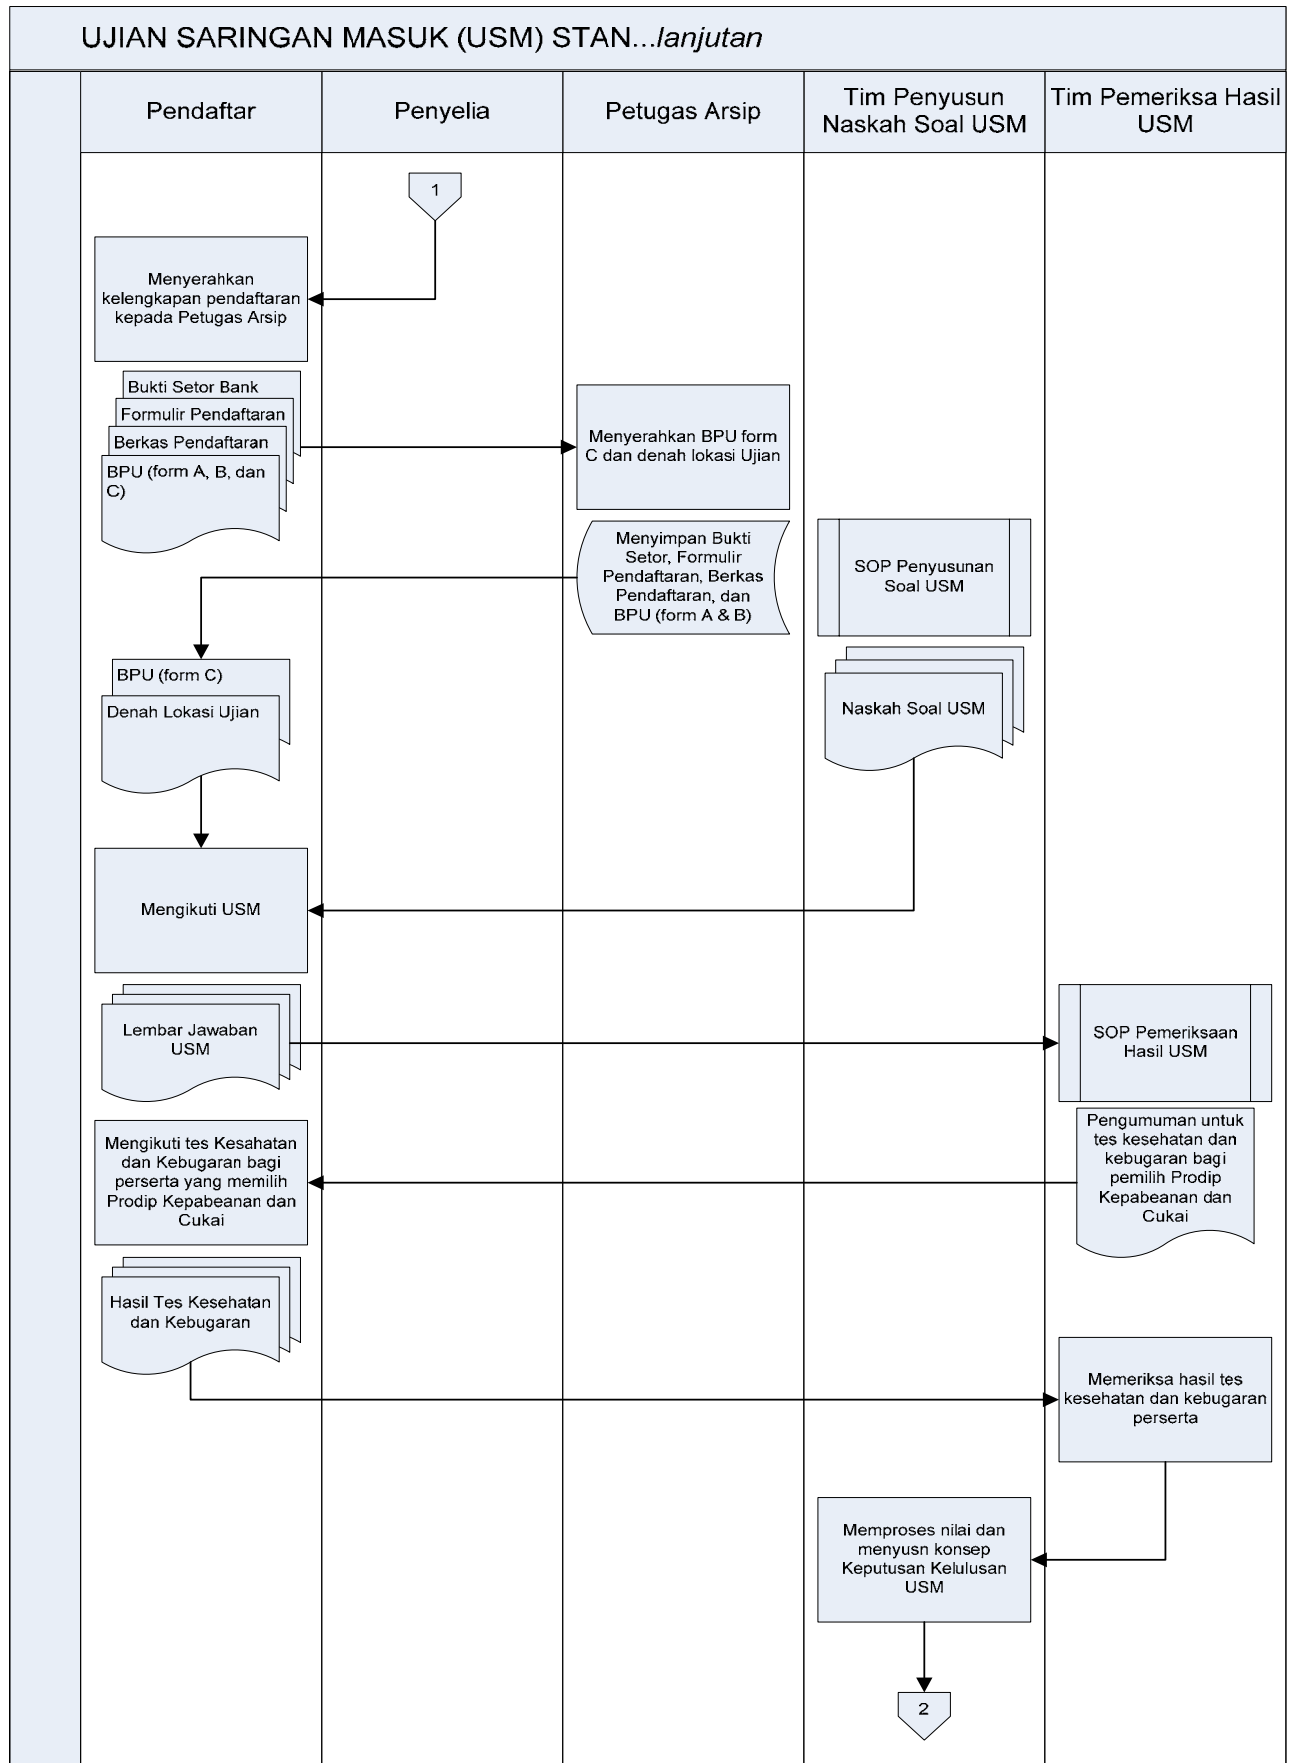 UJIAN SARINGAN MASUK (USM) STAN...lanjutan
Pendaftar
Penyelia
Petugas Arsip
Tim Penyusun
Naskah Soal USM
Tim Pemeriksa Hasil
USM
1
Menyerahkan
kelengkapan pendaftaran
kepada Petugas Arsip
Bukti Setor Bank
Formulir Pendaftaran
Berkas Pendaftaran
BPU (form A, B, dan
C)
Menyerahkan BPU form
C dan denah lokasi Ujian
Menyimpan Bukti
Setor, Formulir
Pendaftaran, Berkas
Pendaftaran, dan
BPU (form A & B)
SOP Penyusunan
Soal USM
BPU (form C)
Denah Lokasi Ujian
Naskah Soal USM
Mengikuti USM
Lembar Jawaban
USM
SOP Pemeriksaan
Hasil USM
Mengikuti tes Kesahatan
dan Kebugaran bagi
perserta yang memilih
Prodip Kepabeanan dan
Cukai
Pengumuman untuk
tes kesehatan dan
kebugaran bagi
pemilih Prodip
Kepabeanan dan
Cukai
Hasil Tes Kesehatan
dan Kebugaran
Memeriksa hasil tes
kesehatan dan kebugaran
perserta
Memproses nilai dan
menyusn konsep
Keputusan Kelulusan
USM
2